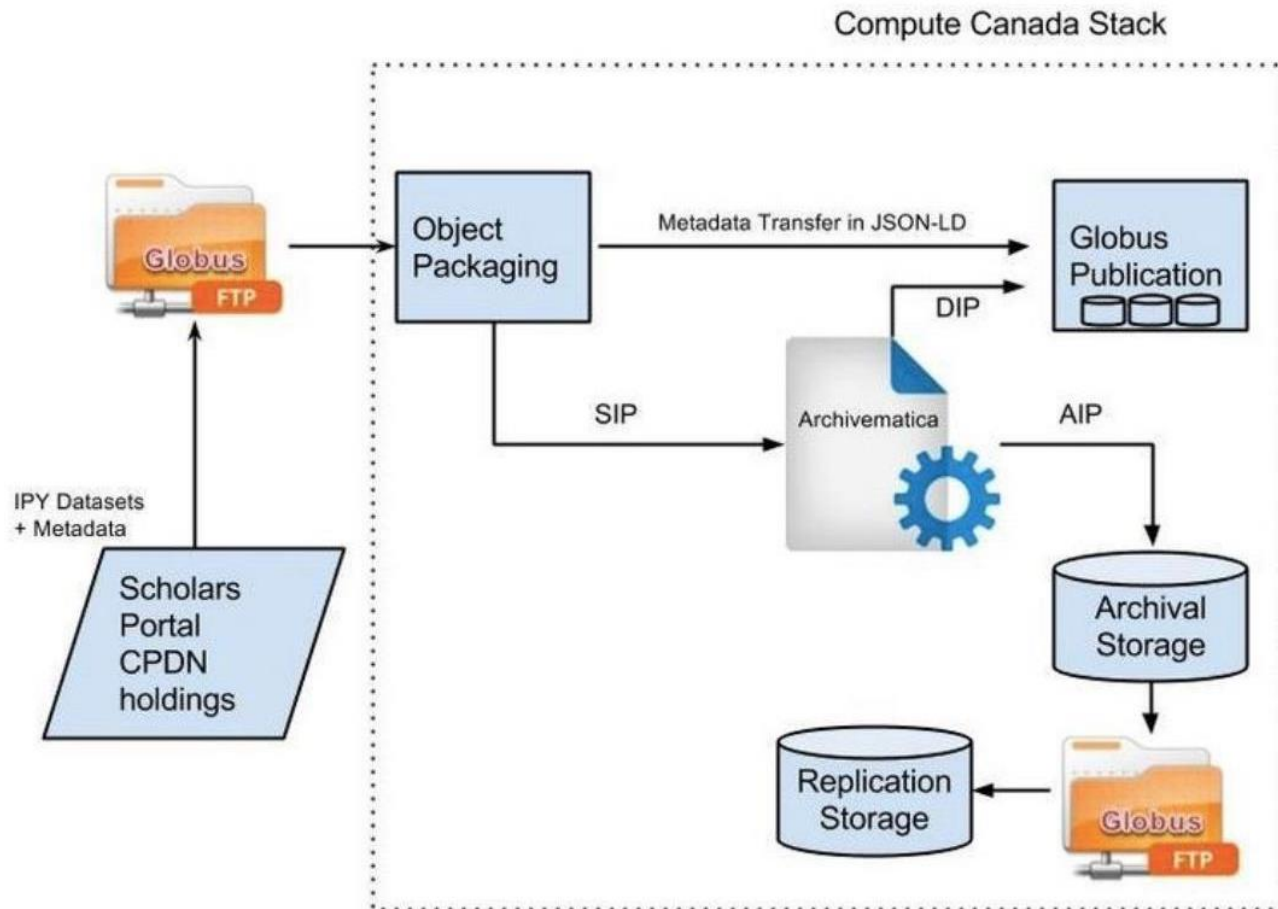 Compute Canada Stack
Globus
FTP
Object
Packaging
Metadata Transfer in JSON-LD
Globus
Publication
DIP
SIP
Archivematica
AIP
IPY Datasets
+ Metadata
Scholars
Portal
CPDN
holdings
Archival
Storage
Replication
Storage
Globus
FTP